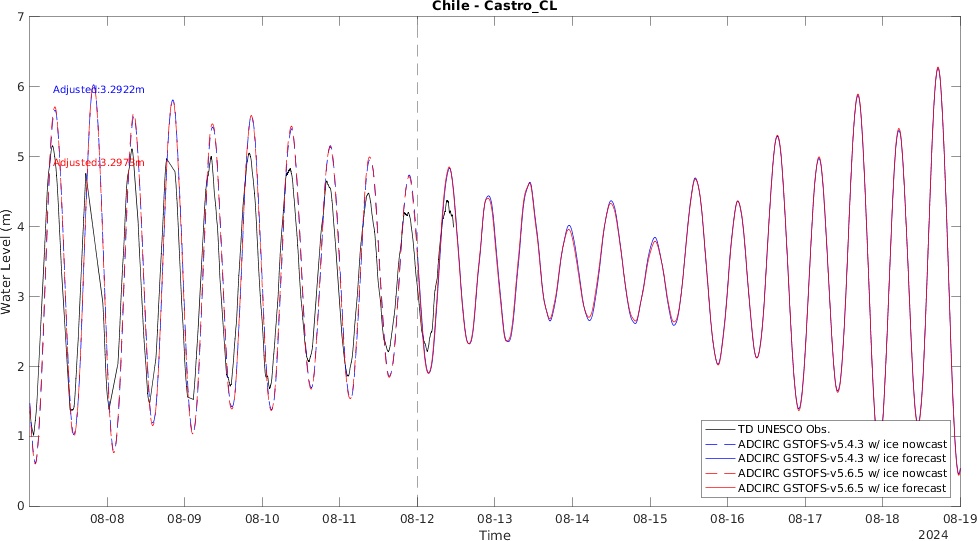 Chile - Castro_CL
7
6
5
4
3
2
1
0
Water Level (m)
Adjusted:3.2922m
Adjusted:3.2973m
TD UNESCO Obs.
ADCIRC GSTOFS-v5.4.3 w/ ice nowcast
ADCIRC GSTOFS-v5.4.3 w/ ice forecast
ADCIRC GSTOFS-v5.6.5 w/ ice nowcast
ADCIRC GSTOFS-v5.6.5 w/ ice forecast
08-08 08-09 08-10 08-11 08-12 08-13 08-14 08-15 08-16 08-17 08-18 08-19
Time
2024